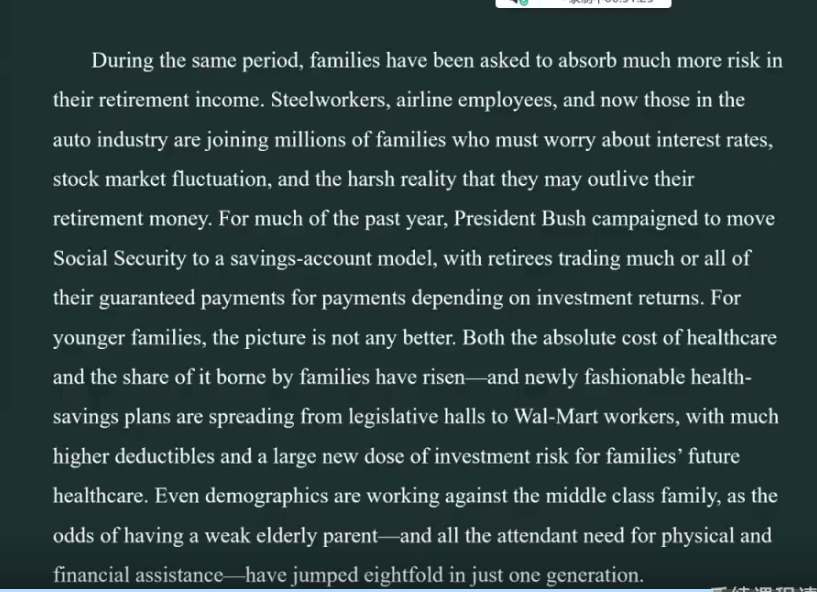 During the same period, families have been asked to absorb much more risk in
their retirement income. Steelworkers, airline employees, and now those in the
auto industry are joining millions of families who must worry about interest rates,
stock market fluctuation, and the harsh reality that they may outlive their
retirement money. For much of the past year, President Bush campaigned to move
Social Security to a savings-account model, with retirees trading much or all of
their guaranteed payments for payments depending on investment returns. For
younger families, the picture is not any better. Both the absolute cost of healthcare
and the share of it borne by families have risen—and newly fashionable health-
savings plans are spreading from legislative halls to Wal-Mart workers, with much
higher deductibles and a large new dose of investment risk for families’ future
healthcare. Even demographics are working against the middle class family, as the
odds of having a weak elderly parent—and all the attendant need for physical and
financial assistance—have jumped eightfold in just one generation.